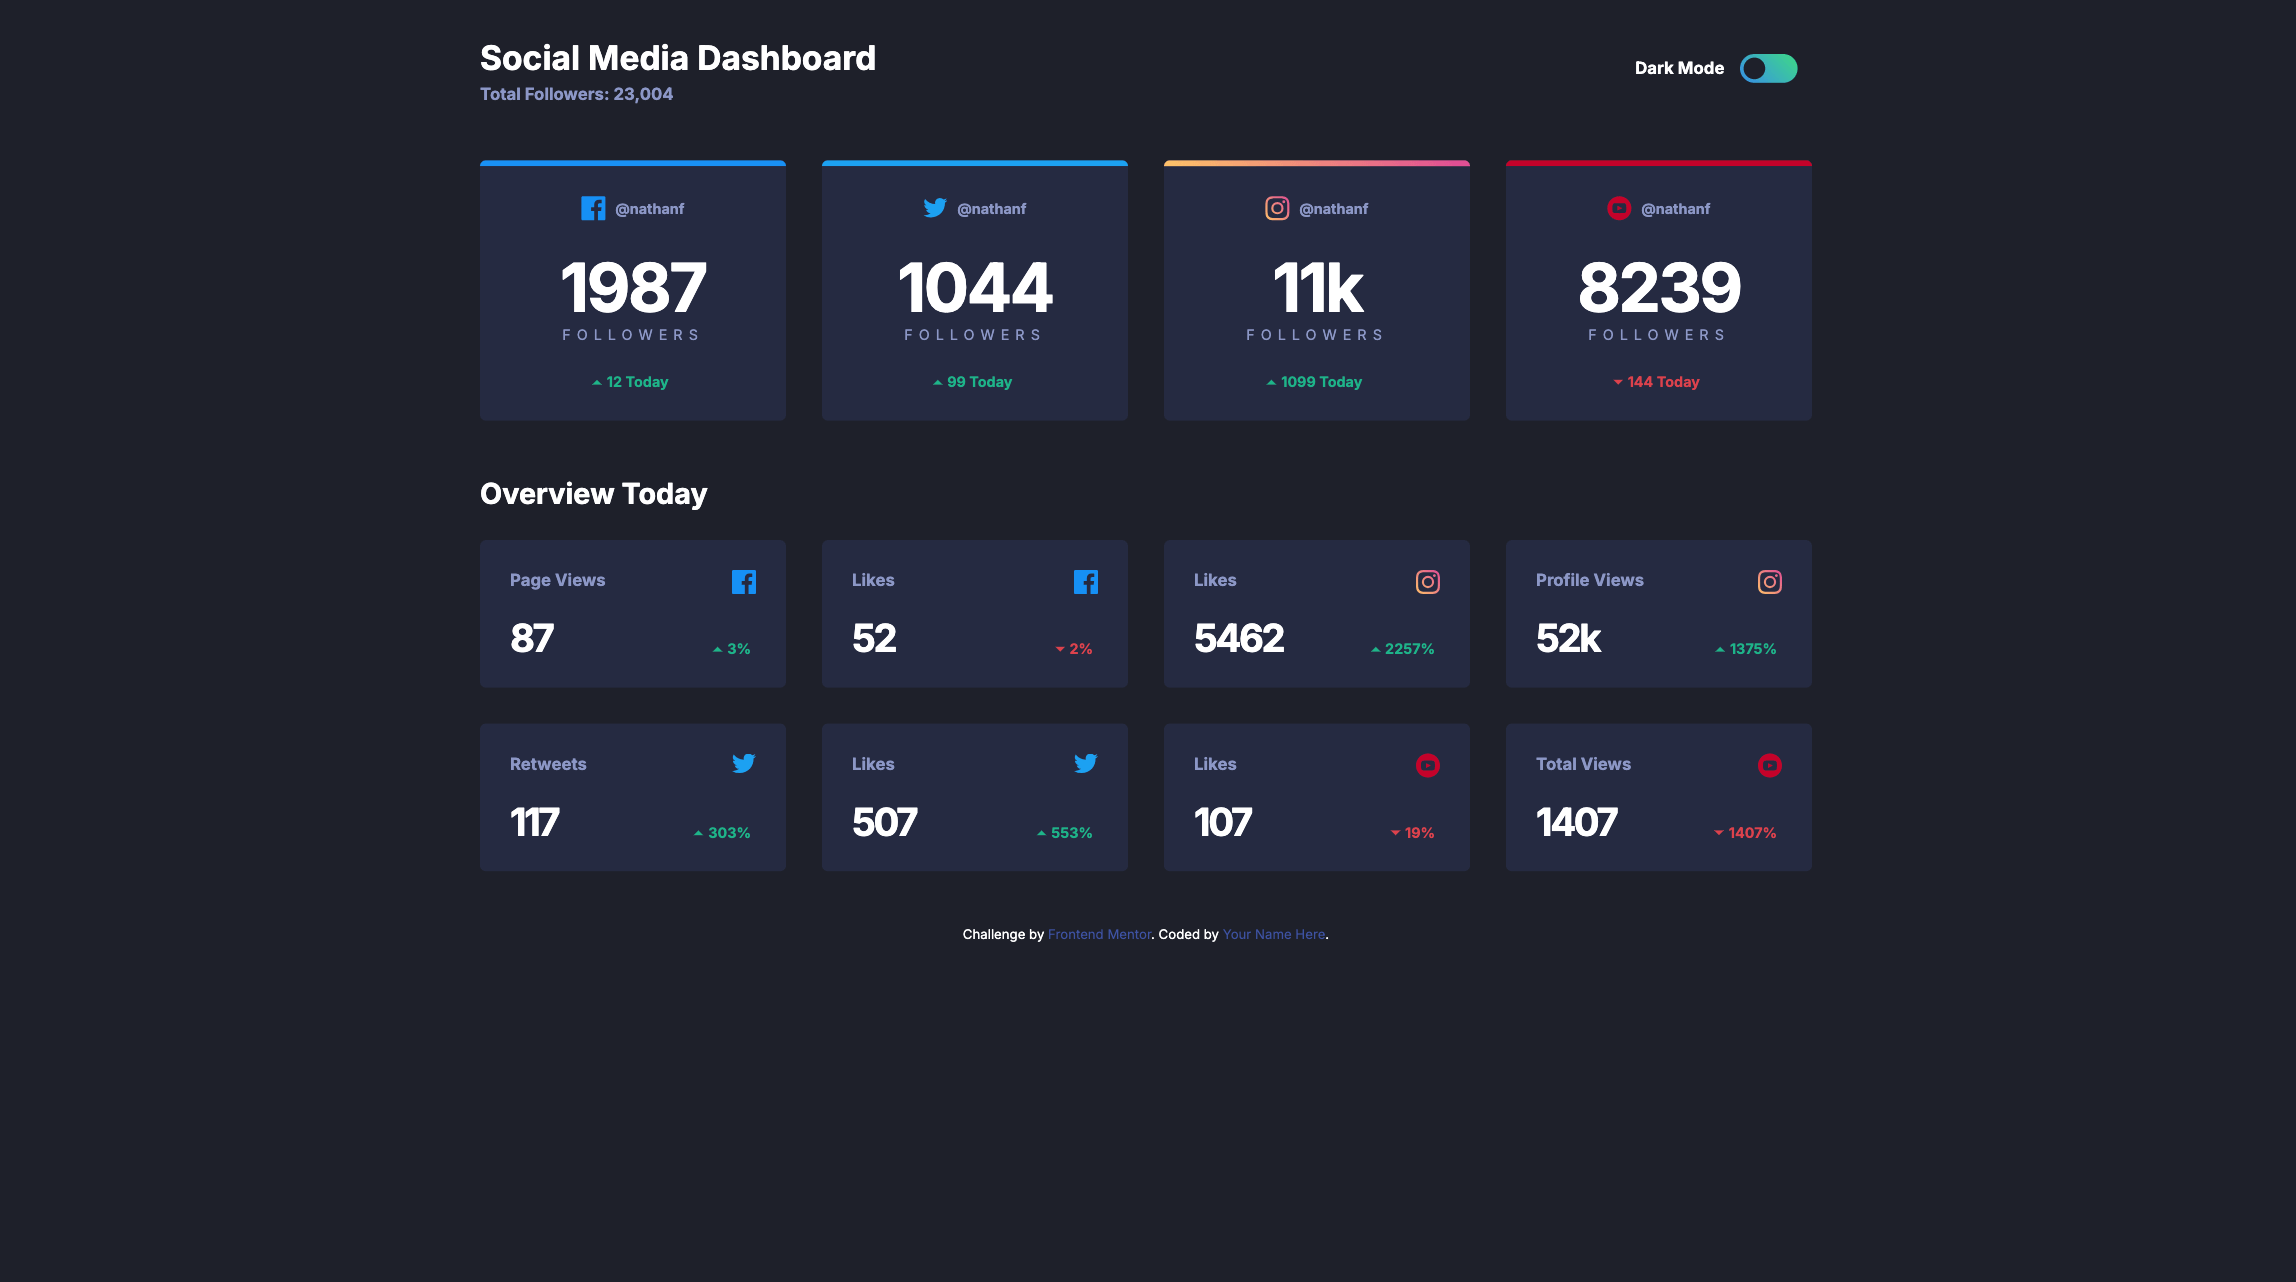 Social Media Dashboard
Total Followers: 23,004
Dark Mode
@nathanf
1987
FOLLOWERS
12 Today
@nathanf
1044
FOLLOWERS
99 Today
@nathanf
11k
FOLLOWERS
1099 Today
@nathanf
8239
FOLLOWERS
144 Today
Overview Today
Page Views
87
3%
Likes
52
2%
Likes
5462
2257%
Profile Views
52k
1375%
Retweets
117
303%
Likes
507
553%
Likes
107
19%
Total Views
1407
1407%
Challenge by Frontend Mentor. Coded by Your Name Here.